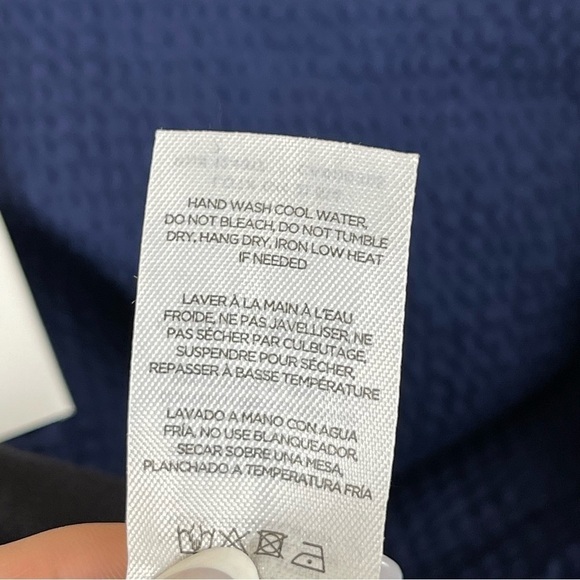 HAND WASH COOL WATER,
DO NOT BLEACH, DO NOT TUMBLE
DRY, HANG DRY, IRON LOW HEAT
IF NEEDED
LAVER À LA MAIN À L'EAU
FROIDE, NE PAS JAVELLISER, NE
PAS SÉCHER PAR CULBUTAGE,
SUSPENDRE POUR SÉCHER,
REPASSER À BASSE TEMPÉRATURE
LAVADO A MANO CON AGUA
FRÍA, NO USE BLANQUEADOR,
SECAR SOBRE UNA MESA,
PLANCHADO A TEMPERATURA FRÍA